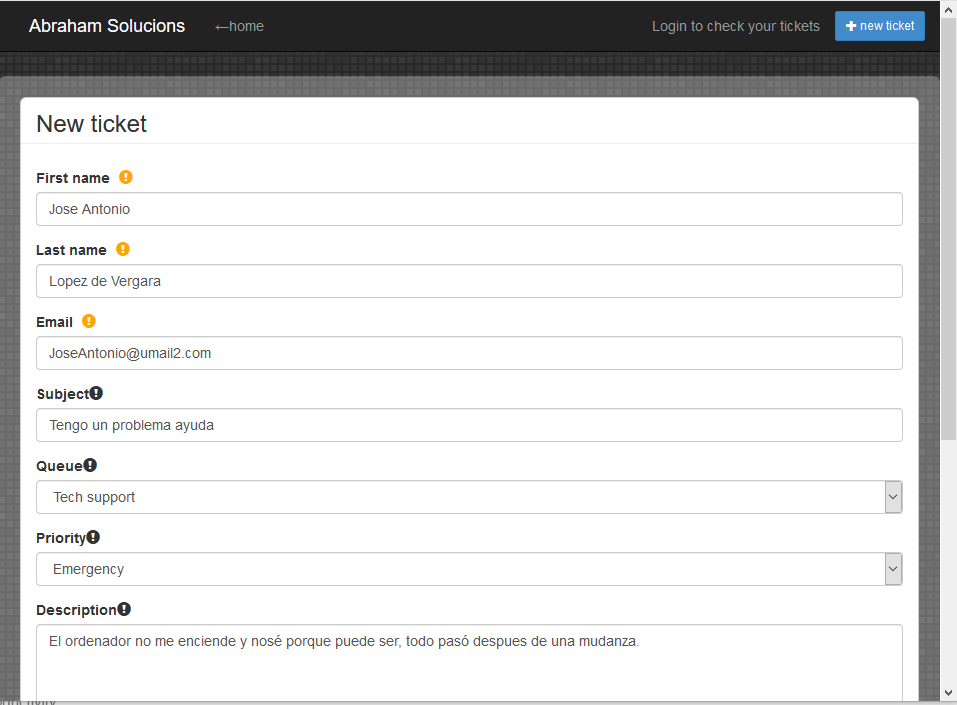 Abraham Solucions ←home Login to check your tickets new ticket
New ticket
First name
Jose Antonio
Last name
Lopez de Vergara
Email
JoseAntonio@umail2.com
Subject
Tengo un problema ayuda
Queue
Tech support
Priority
Emergency
Description
El ordenador no me enciende y nosé porque puede ser, todo pasó despues de una mudanza.